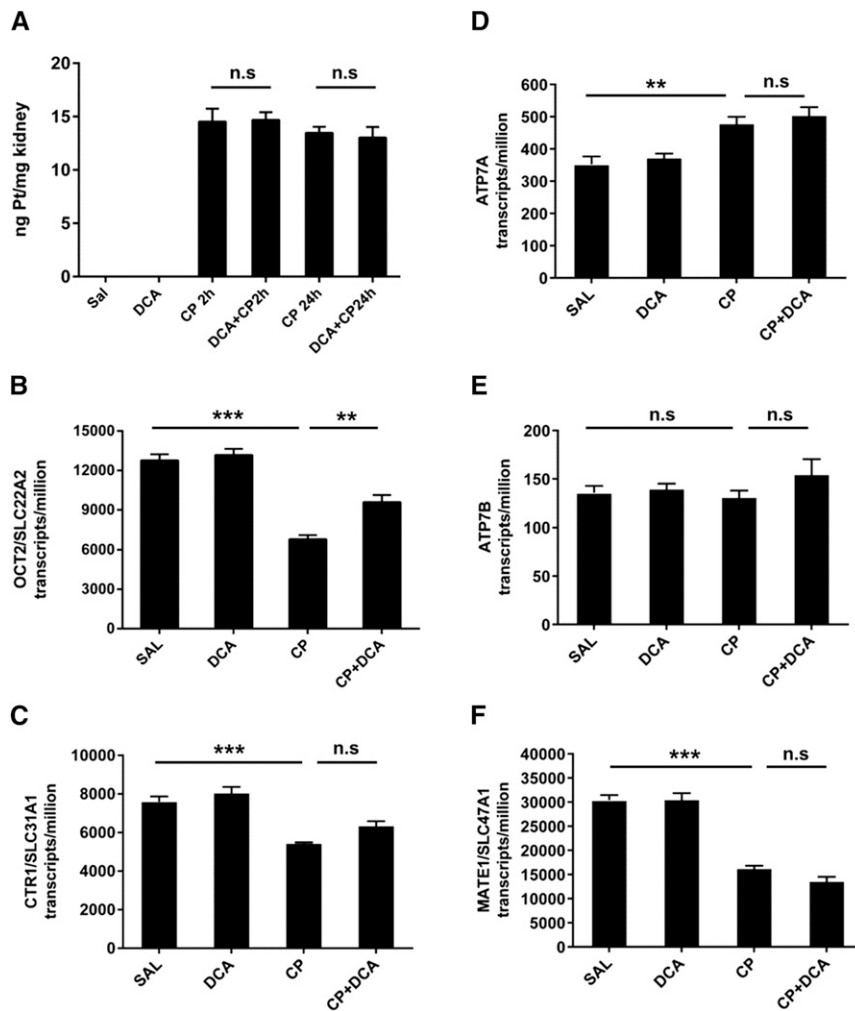 A
ng Pt/mg kidney
20
15
10
5
0
n.s
n.s
Sal
DCA
CP 2h
DCA+CP2h
CP 24h
DCA+CP24h
B
OCT2/SLC22A2
transcripts/million
15000
12000
9000
6000
3000
0
***
**
SAL
DCA
CP
CP+DCA
C
CTR1/SLC31A1
transcripts/million
10000
8000
6000
4000
2000
0
***
n.s
SAL
DCA
CP
CP+DCA
D
ATP7A
transcripts/million
600
500
400
300
200
100
0
**
n.s
SAL
DCA
CP
CP+DCA
E
ATP7B
transcripts/million
200
150
100
50
0
n.s
n.s
SAL
DCA
CP
CP+DCA
F
MATE1/SLC47A1
transcripts/million
40000
35000
30000
25000
20000
15000
10000
5000
0
***
n.s
SAL
DCA
CP
CP+DCA